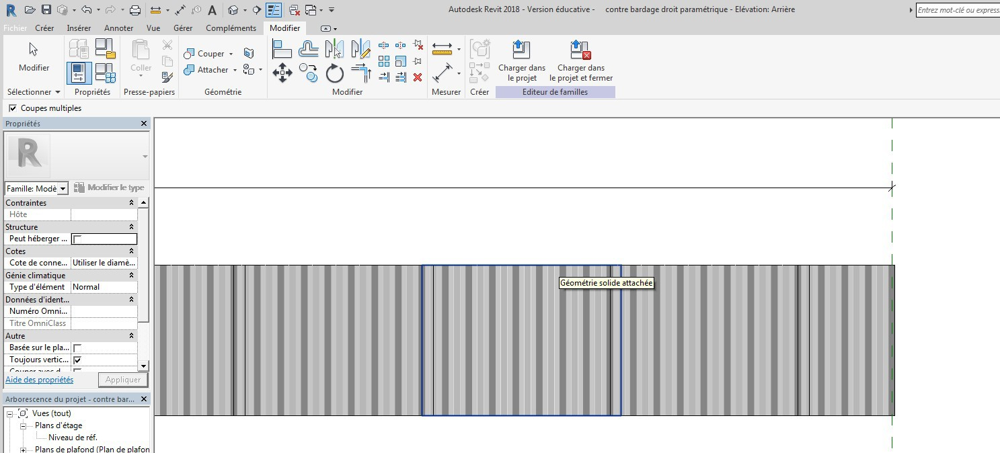 Autodesk Revit 2018 - Version éducative - contre bardage droit paramétrique - Elévation: Arrière
Entrez mot-clé ou express
Fichier Créer Insérer Annoter Vue Gérer Compléments Modifier
Modifier
Coller
Couper
Attacher
Charger dans le projet
Charger dans le projet et fermer
Sélectionner Propriétés Presse-papiers Géométrie Modifier Mesurer Créer Editeur de familles
Coupes multiples
Propriétés
R
Famille: Modè Modifier le type
Contraintes
Hôte
Structure
Peut héberger ...
Cotes
Cote de conne... Utiliser le diamè...
Génie climatique
Type d'élément Normal
Données d'ident...
Numéro Omni...
Titre OmniClass
Autre
Basée sur le pla...
Toujours vertic...
Couper avec d
Aide des propriétés Appliquer
Arborescence du projet - contre bar...
Vues (tout)
Plans d'étage
Niveau de réf.
Plans de plafond (Plan de plafon
Géométrie solide attachée